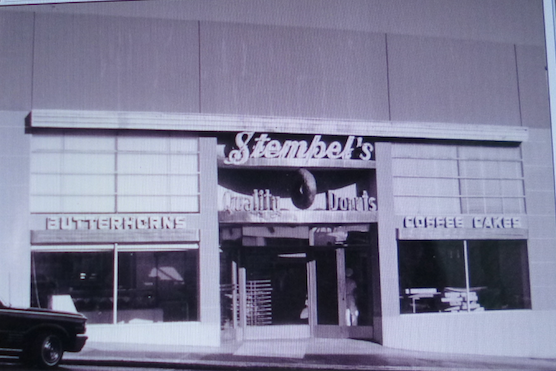 Stempel's
Quality Donuts
BUTTERHORNS
COFFEE CAKES